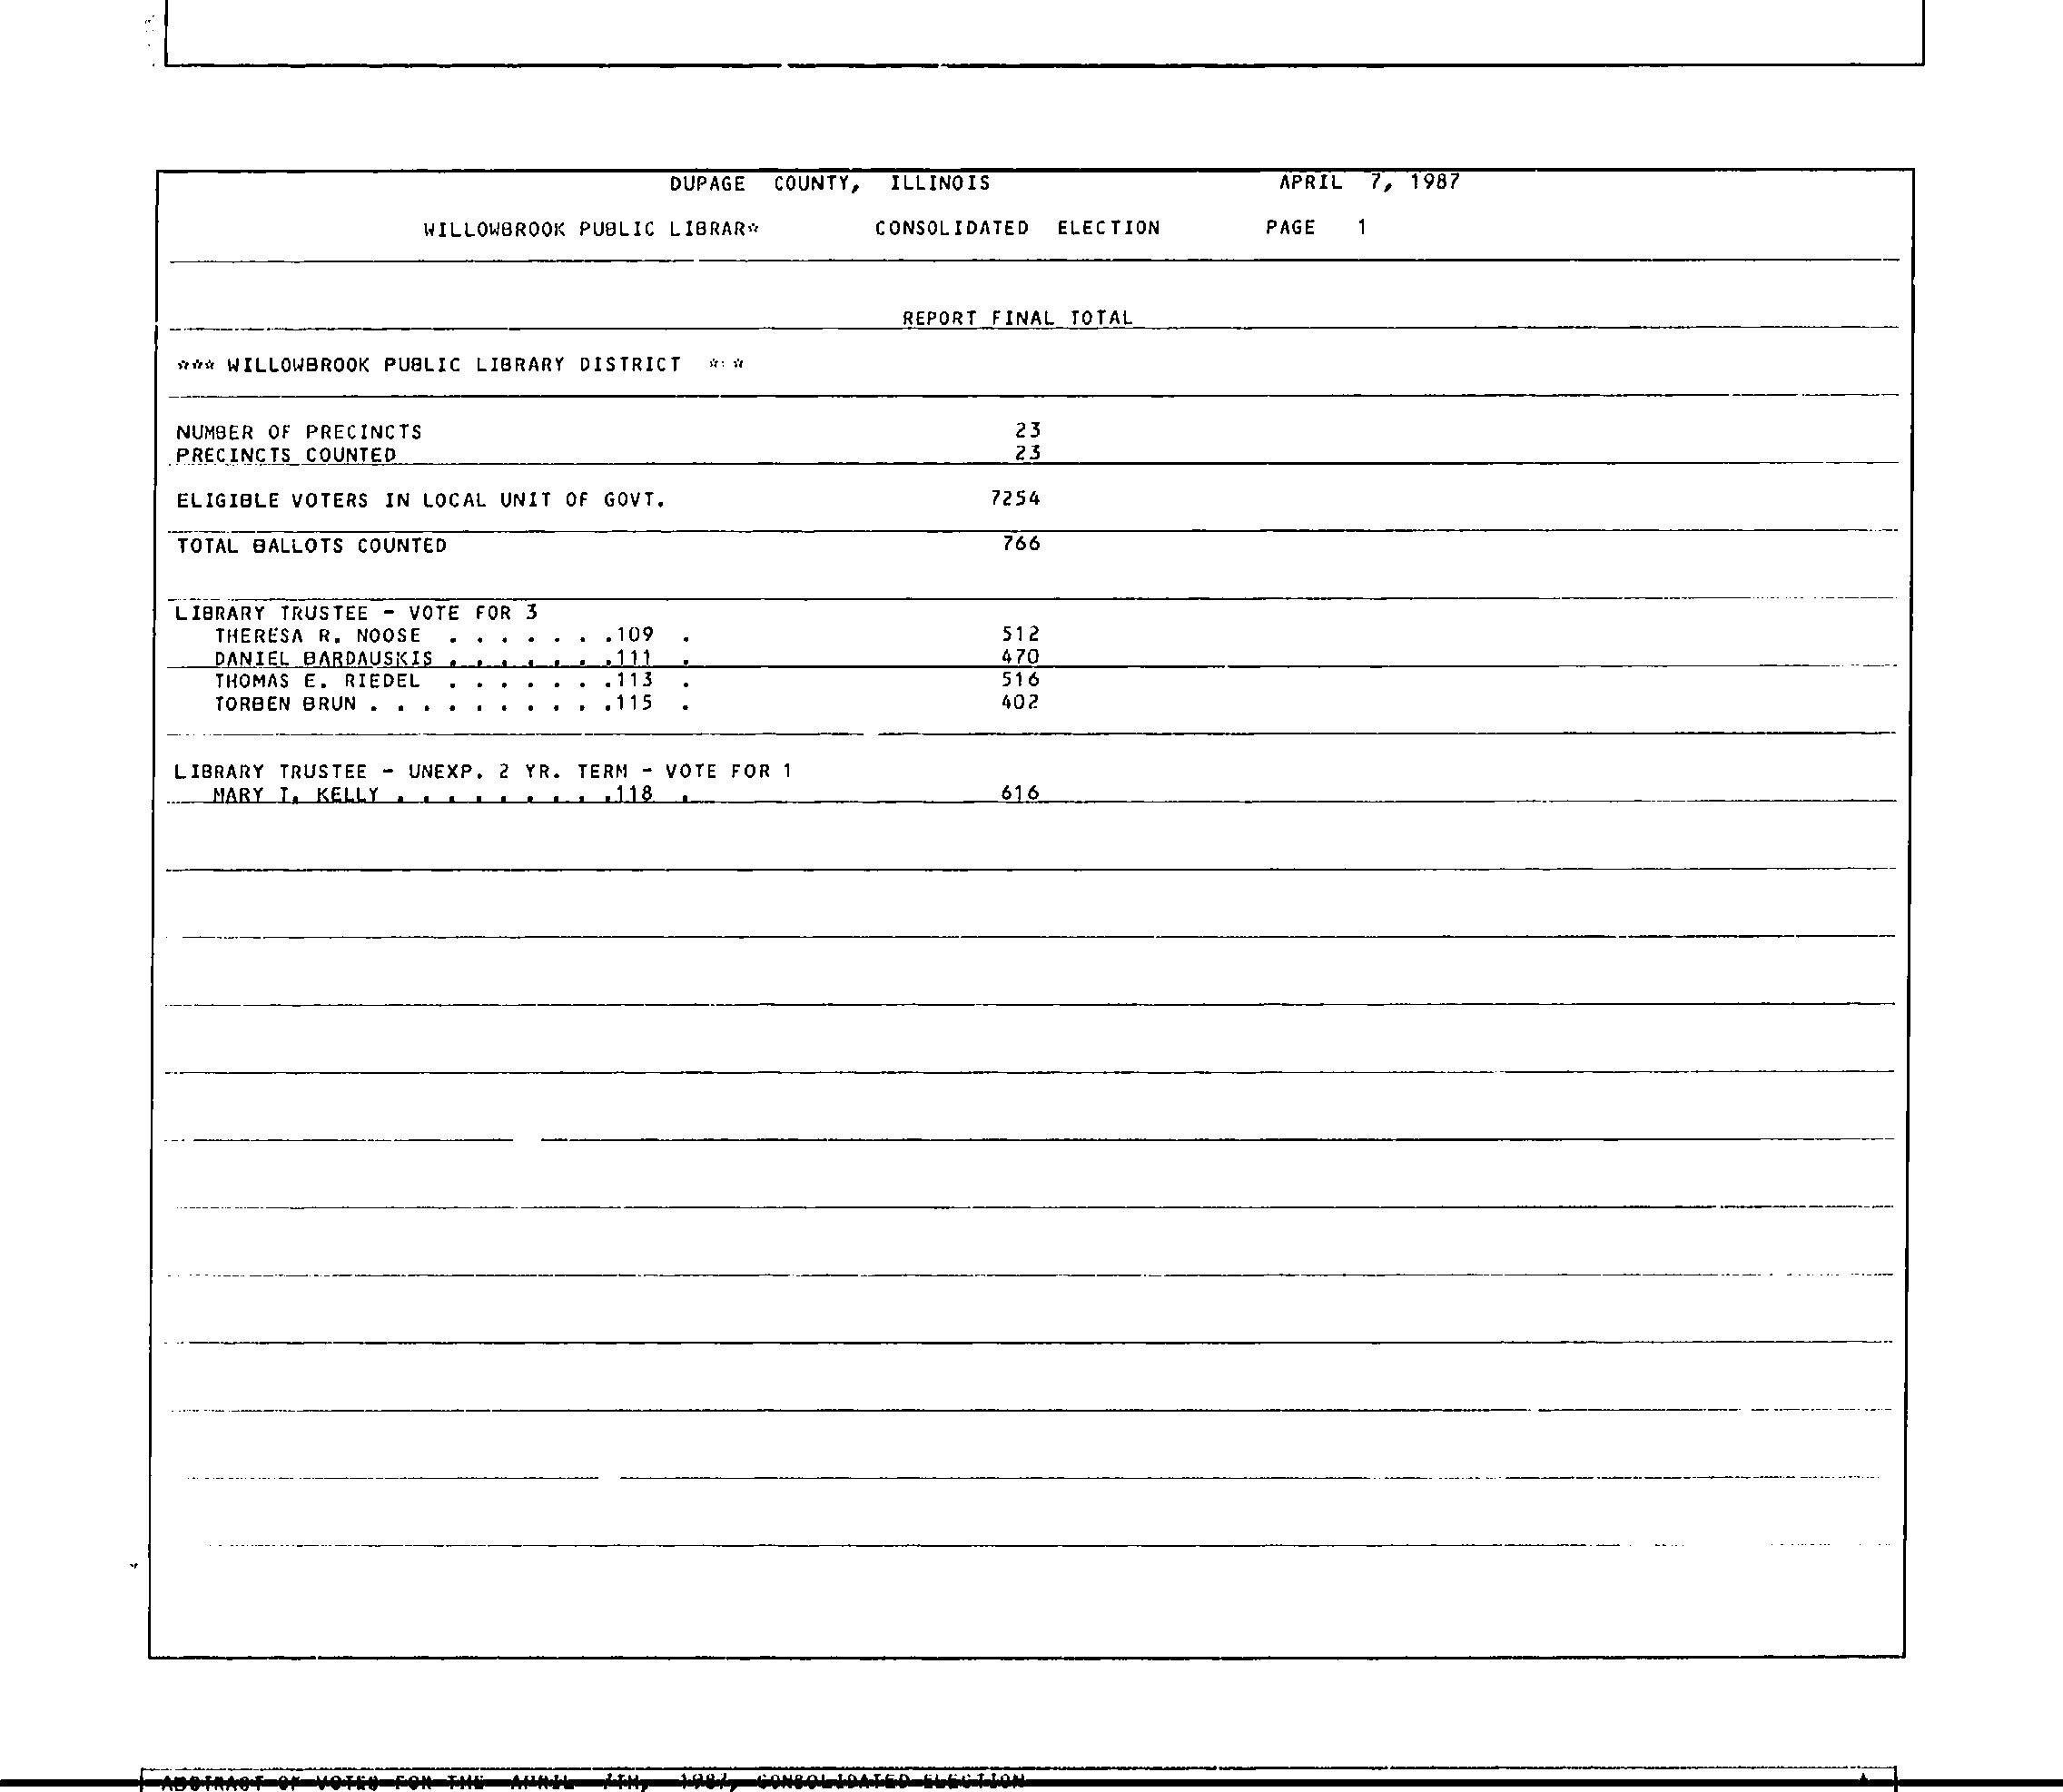 DUPAGE COUNTY, ILLINOIS APRIL 7, 1987
WILLOWBROOK PUBLIC LIBRAR* CONSOLIDATED ELECTION PAGE 1
REPORT FINAL TOTAL
*** WILLOWBROOK PUBLIC LIBRARY DISTRICT * *
NUMBER OF PRECINCTS 23
PRECINCTS COUNTED 23
ELIGIBLE VOTERS IN LOCAL UNIT OF GOVT. 7254
TOTAL BALLOTS COUNTED 766
LIBRARY TRUSTEE - VOTE FOR 3
THERESA R. NOOSE . . . . . . .109 . 512
DANIEL BARDAUSKIS . . . . . . .111 . 470
THOMAS E. RIEDEL . . . . . . .113 . 516
TORBEN BRUN . . . . . . . . . .115 . 402
LIBRARY TRUSTEE - UNEXP. 2 YR. TERM - VOTE FOR 1
MARY I. KELLY . . . . . . . . .118 . 616
ABSTRACT OF VOTES FOR THE APRIL 7TH, 1987, CONSOLIDATED ELECTION